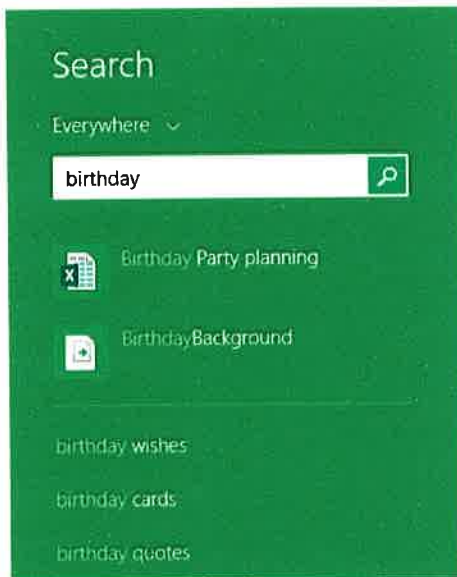 Search
Everywhere
birthday
Birthday Party planning
BirthdayBackground
birthday wishes
birthday cards
birthday quotes